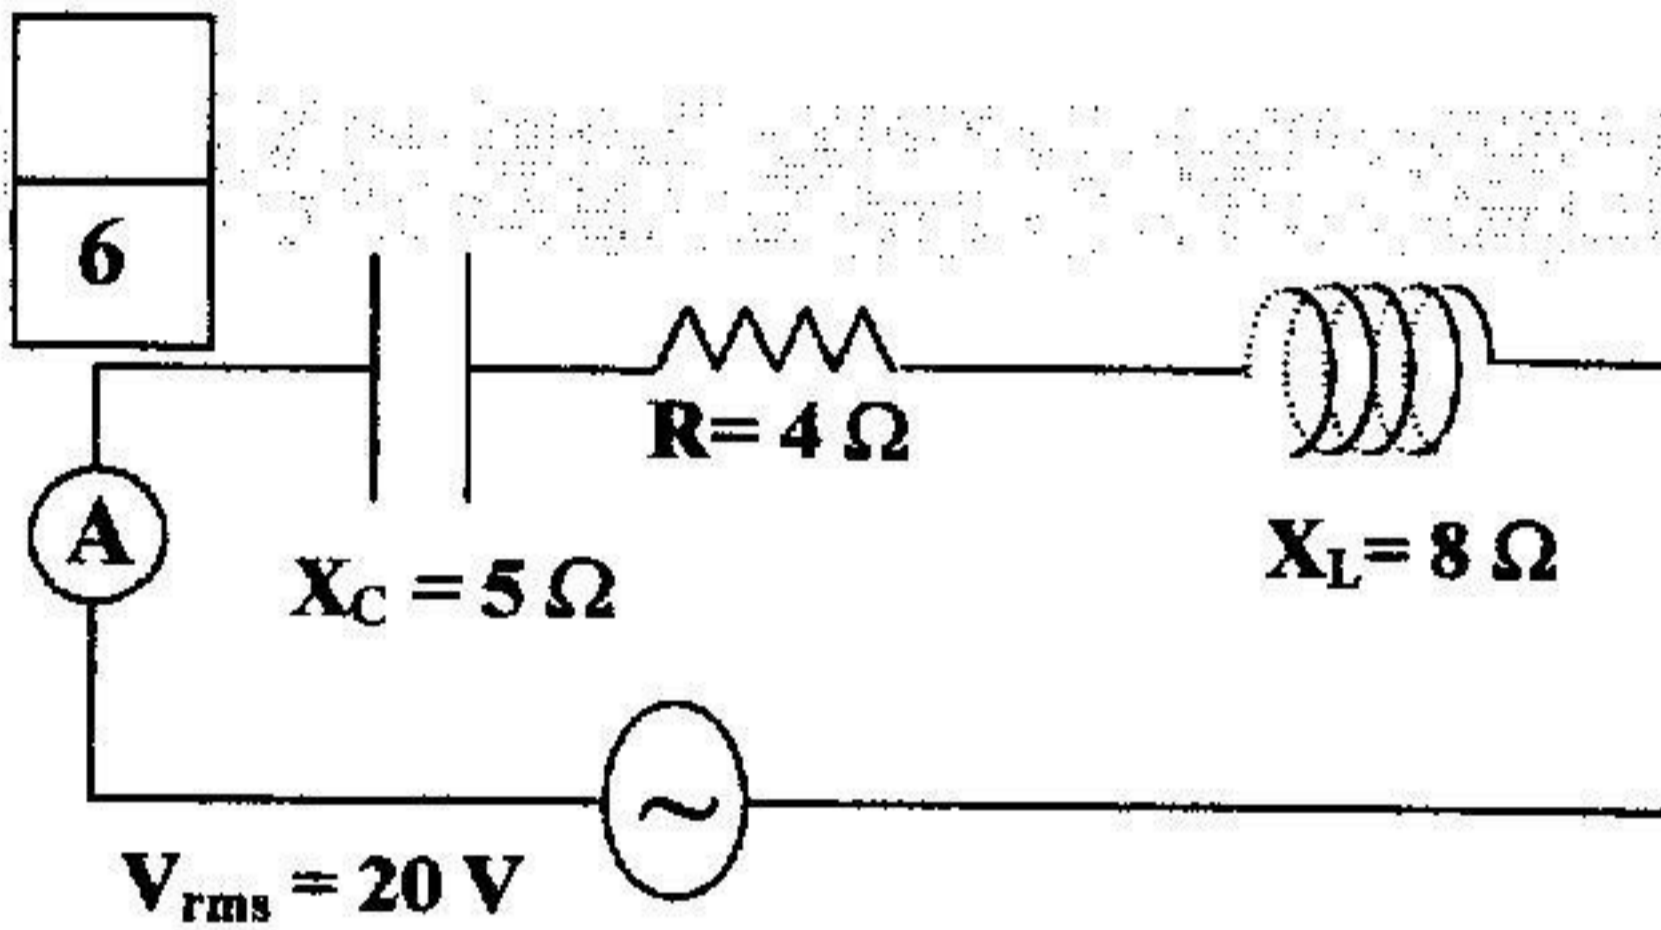 6
R= 4 Ω
A
X_C = 5 Ω
X_L= 8 Ω
~
V_rms = 20 V